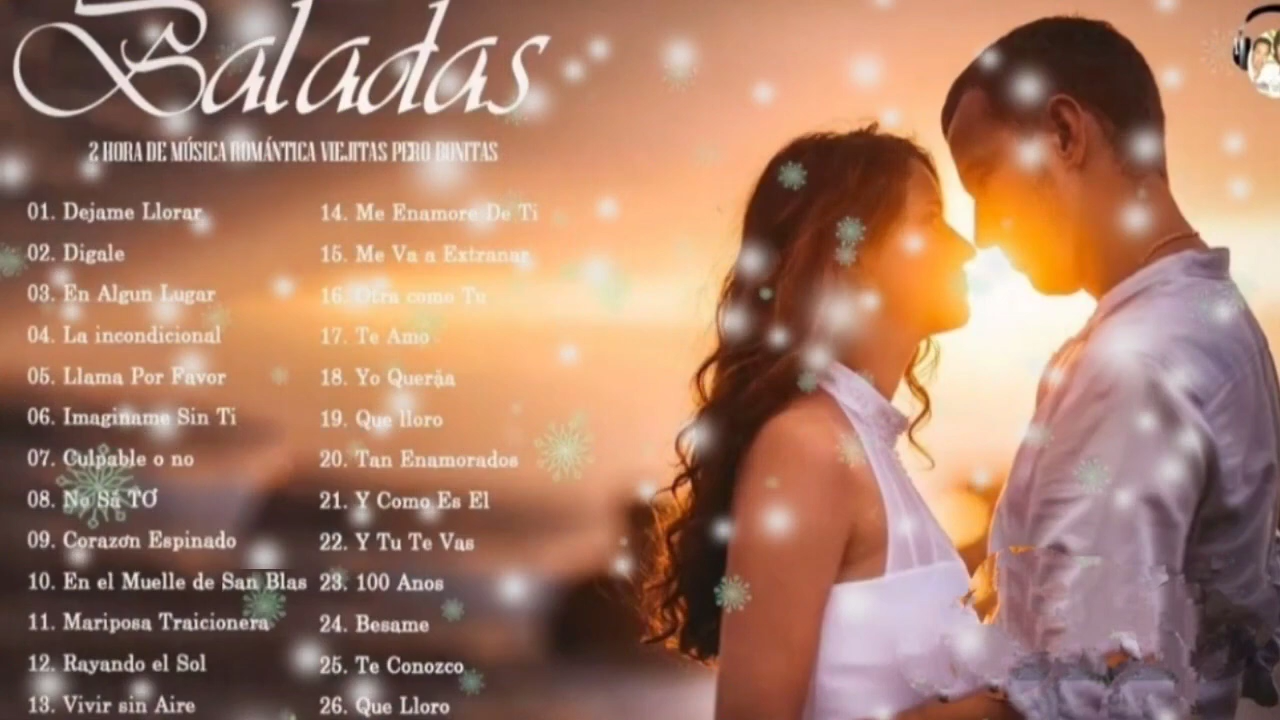 Baladas
2 HORA DE MÚSICA ROMÁNTICA VIEJITAS PERO BONITAS
01. Dejame Llorar
02. Digale
03. En Algun Lugar
04. La incondicional
05. Llama Por Favor
06. Imaginame Sin Ti
07. Culpable o no
08. No Sá TƠ
09. Corazơn Espinado
10. En el Muelle de San Blas
11. Mariposa Traicionera
12. Rayando el Sol
13. Vivir sin Aire
14. Me Enamore De Ti
15. Me Va a Extranar
16. Otra como Tu
17. Te Amo
18. Yo Querặa
19. Que lloro
20. Tan Enamorados
21. Y Como Es El
22. Y Tu Te Vas
23. 100 Anos
24. Besame
25. Te Conozco
26. Que Lloro